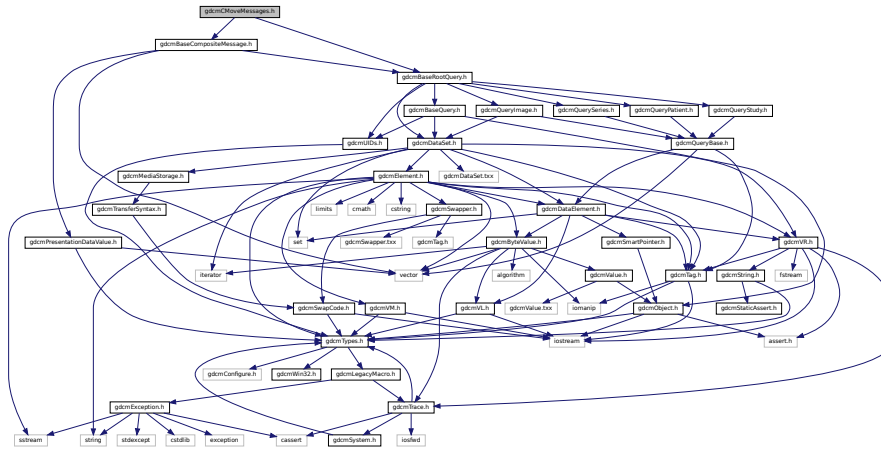 gdcmCMoveMessages.h
gdcmBaseCompositeMessage.h
gdcmBaseRootQuery.h
gdcmBaseQuery.h
gdcmQueryImage.h
gdcmQuerySeries.h
gdcmQueryPatient.h
gdcmQueryStudy.h
gdcmUIDs.h
gdcmDataSet.h
gdcmQueryBase.h
gdcmMediaStorage.h
gdcmElement.h
gdcmDataSet.txx
gdcmTransferSyntax.h
limits
cmath
cstring
gdcmSwapper.h
gdcmDataElement.h
gdcmPresentationDataValue.h
set
gdcmSwapper.txx
gdcmTag.h
gdcmByteValue.h
gdcmSmartPointer.h
gdcmVR.h
iterator
vector
algorithm
gdcmValue.h
gdcmTag.h
gdcmString.h
fstream
gdcmSwapCode.h
gdcmVM.h
gdcmVL.h
gdcmValue.txx
iomanip
gdcmObject.h
gdcmStaticAssert.h
gdcmTypes.h
iostream
assert.h
gdcmConfigure.h
gdcmWin32.h
gdcmLegacyMacro.h
gdcmException.h
gdcmTrace.h
sstream
string
stdexcept
cstdlib
exception
cassert
gdcmSystem.h
iosfwd